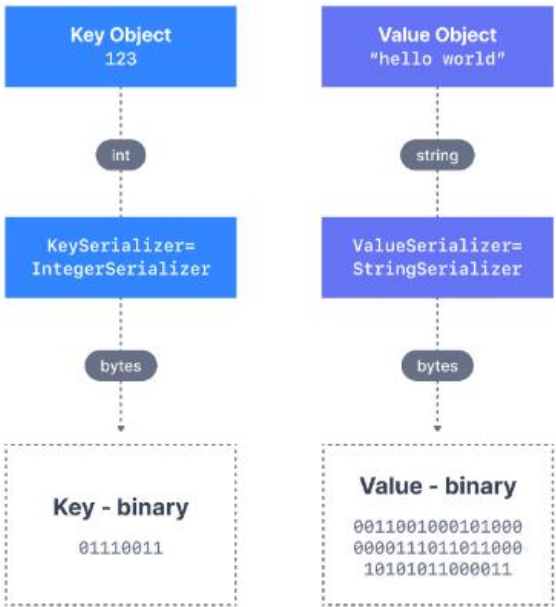 Key Object
123
int
KeySerializer=
IntegerSerializer
bytes
Key - binary
01110011
Value Object
“hello world”
string
ValueSerializer=
StringSerializer
bytes
Value - binary
0011001000101000
0000111011011000
10101011000011